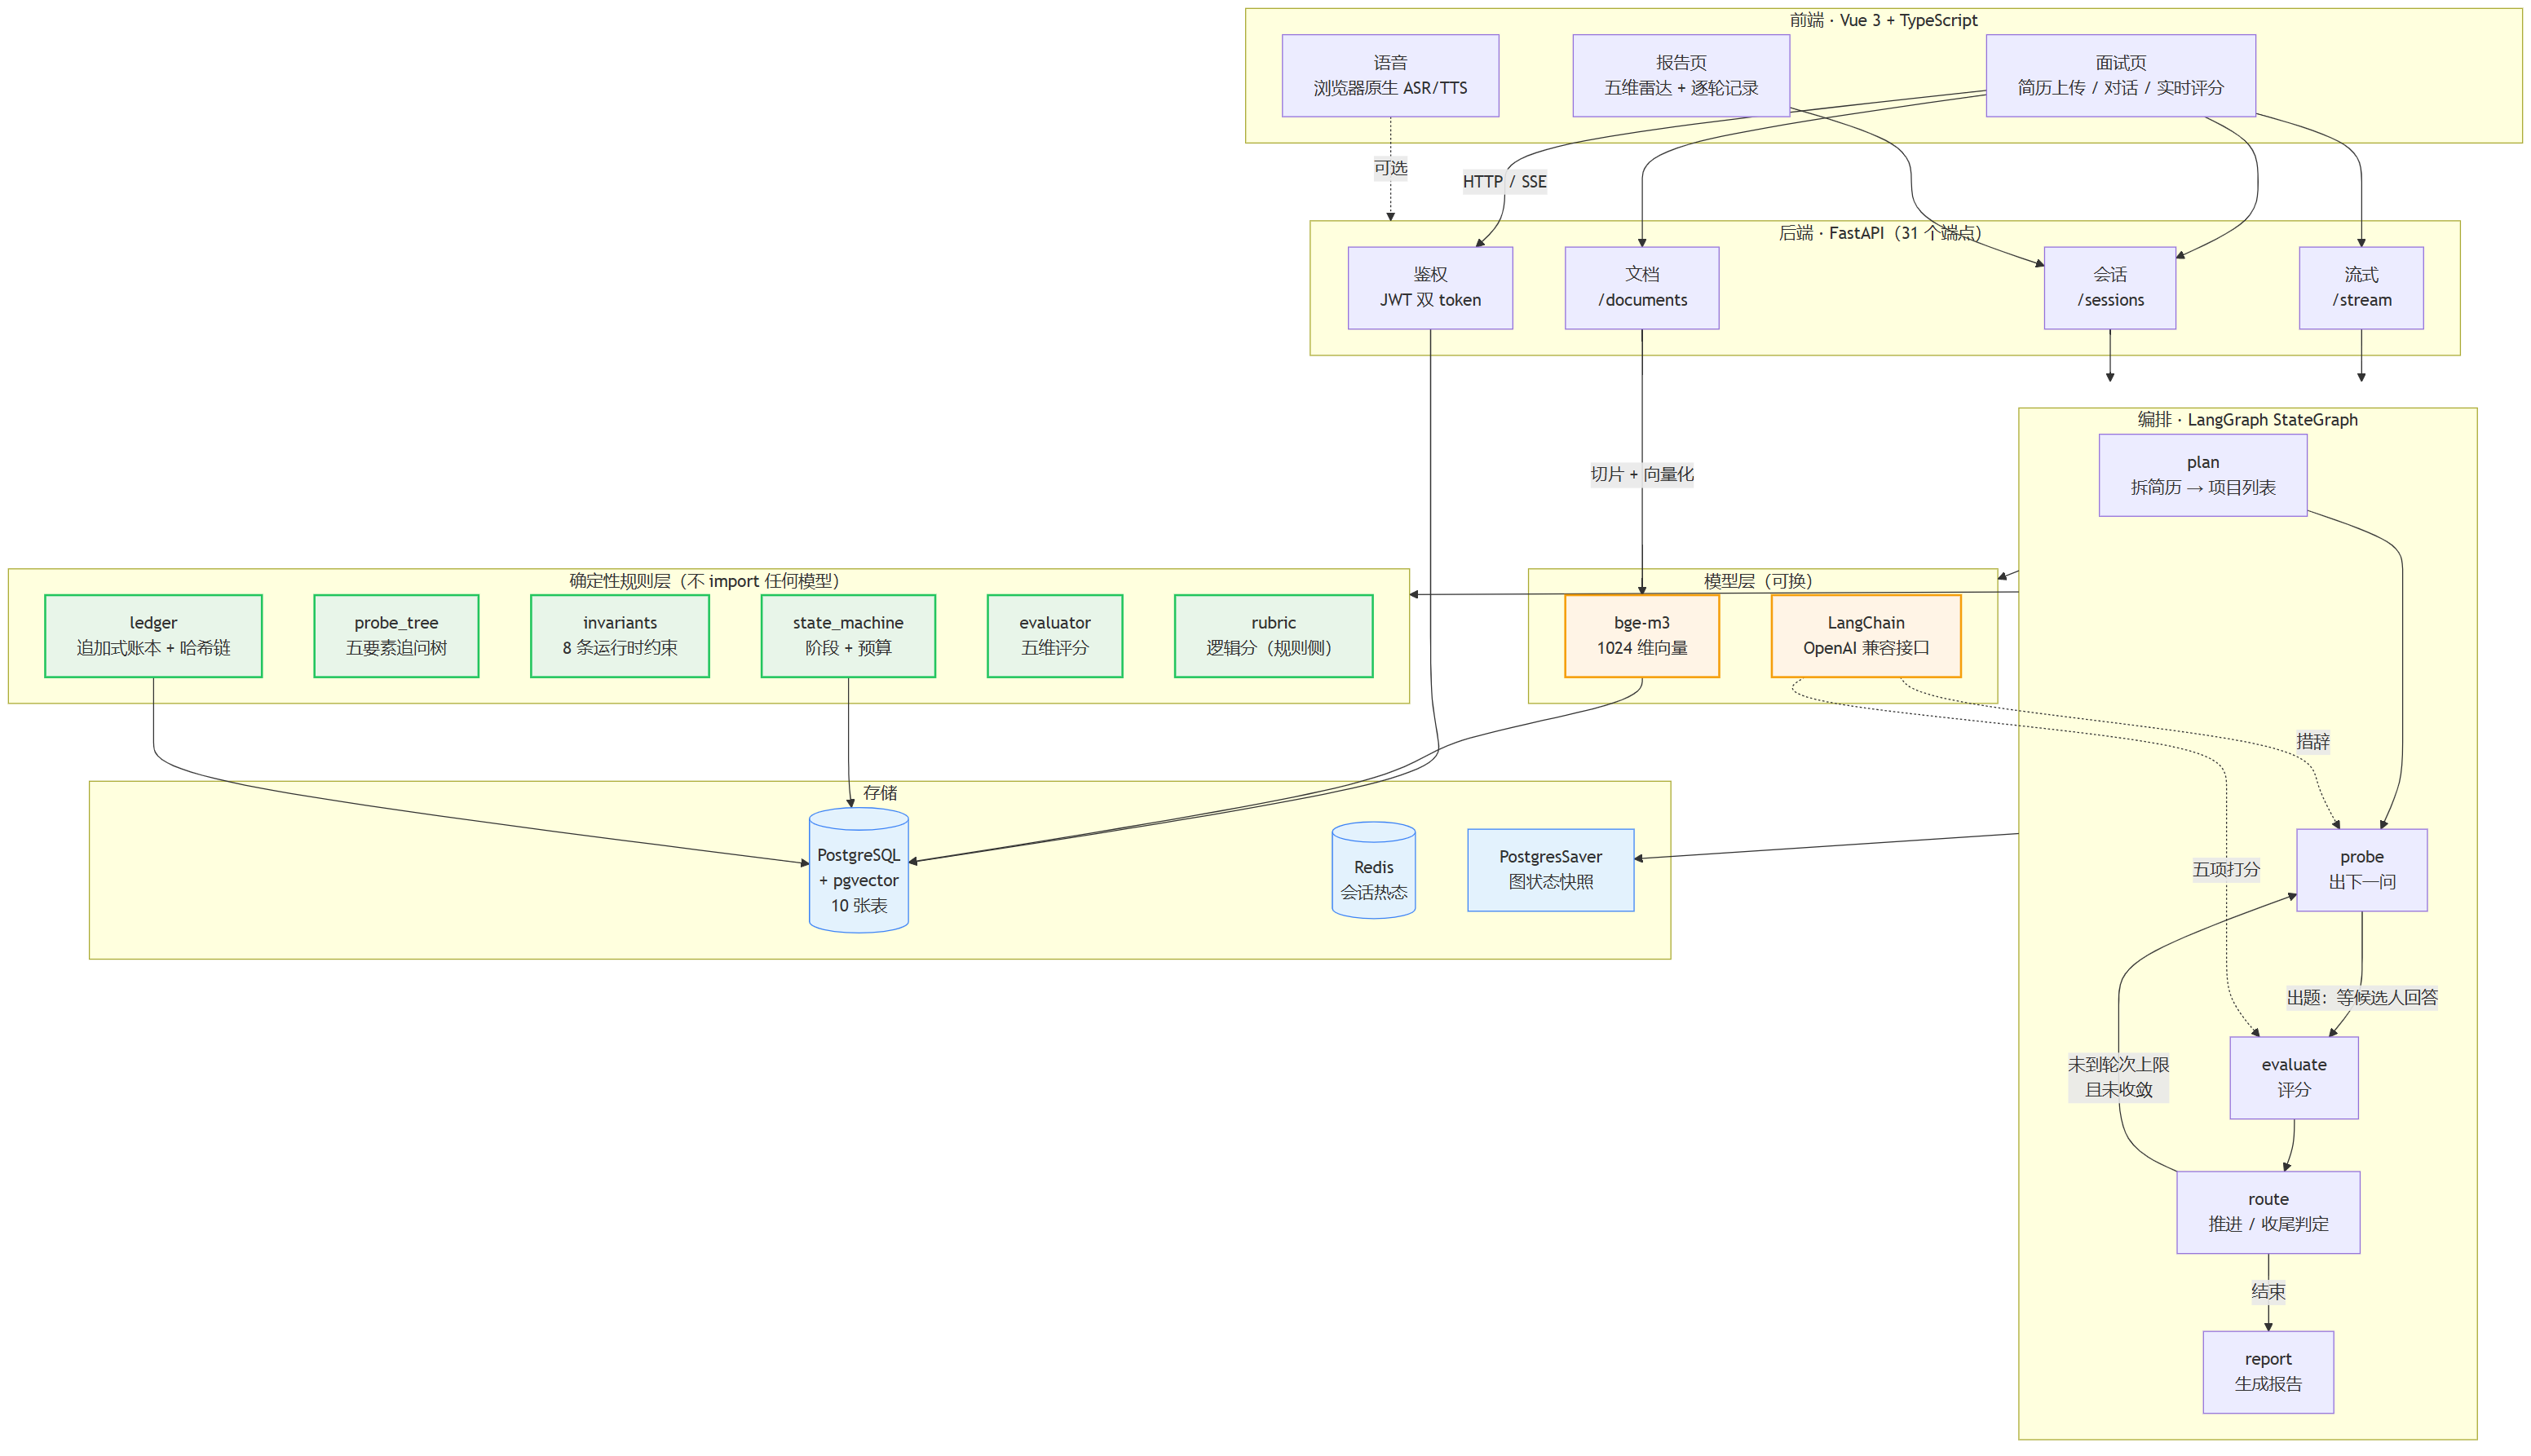 前端 · Vue 3 + TypeScript
语音
浏览器原生 ASR/TTS
报告页
五维雷达 + 逐轮记录
面试页
简历上传 / 对话 / 实时评分
可选
HTTP / SSE
后端 · FastAPI（31 个端点）
鉴权
JWT 双 token
文档
/documents
会话
/sessions
流式
/stream
编排 · LangGraph StateGraph
plan
拆简历 → 项目列表
切片 + 向量化
确定性规则层（不 import 任何模型）
ledger
追加式账本 + 哈希链
probe_tree
五要素追问树
invariants
8 条运行时约束
state_machine
阶段 + 预算
evaluator
五维评分
rubric
逻辑分（规则侧）
模型层（可换）
bge-m3
1024 维向量
LangChain
OpenAI 兼容接口
措辞
五项打分
存储
PostgreSQL
+ pgvector
10 张表
Redis
会话热态
PostgresSaver
图状态快照
probe
出下一问
出题：等候选人回答
未到轮次上限
且未收敛
evaluate
评分
route
推进 / 收尾判定
结束
report
生成报告